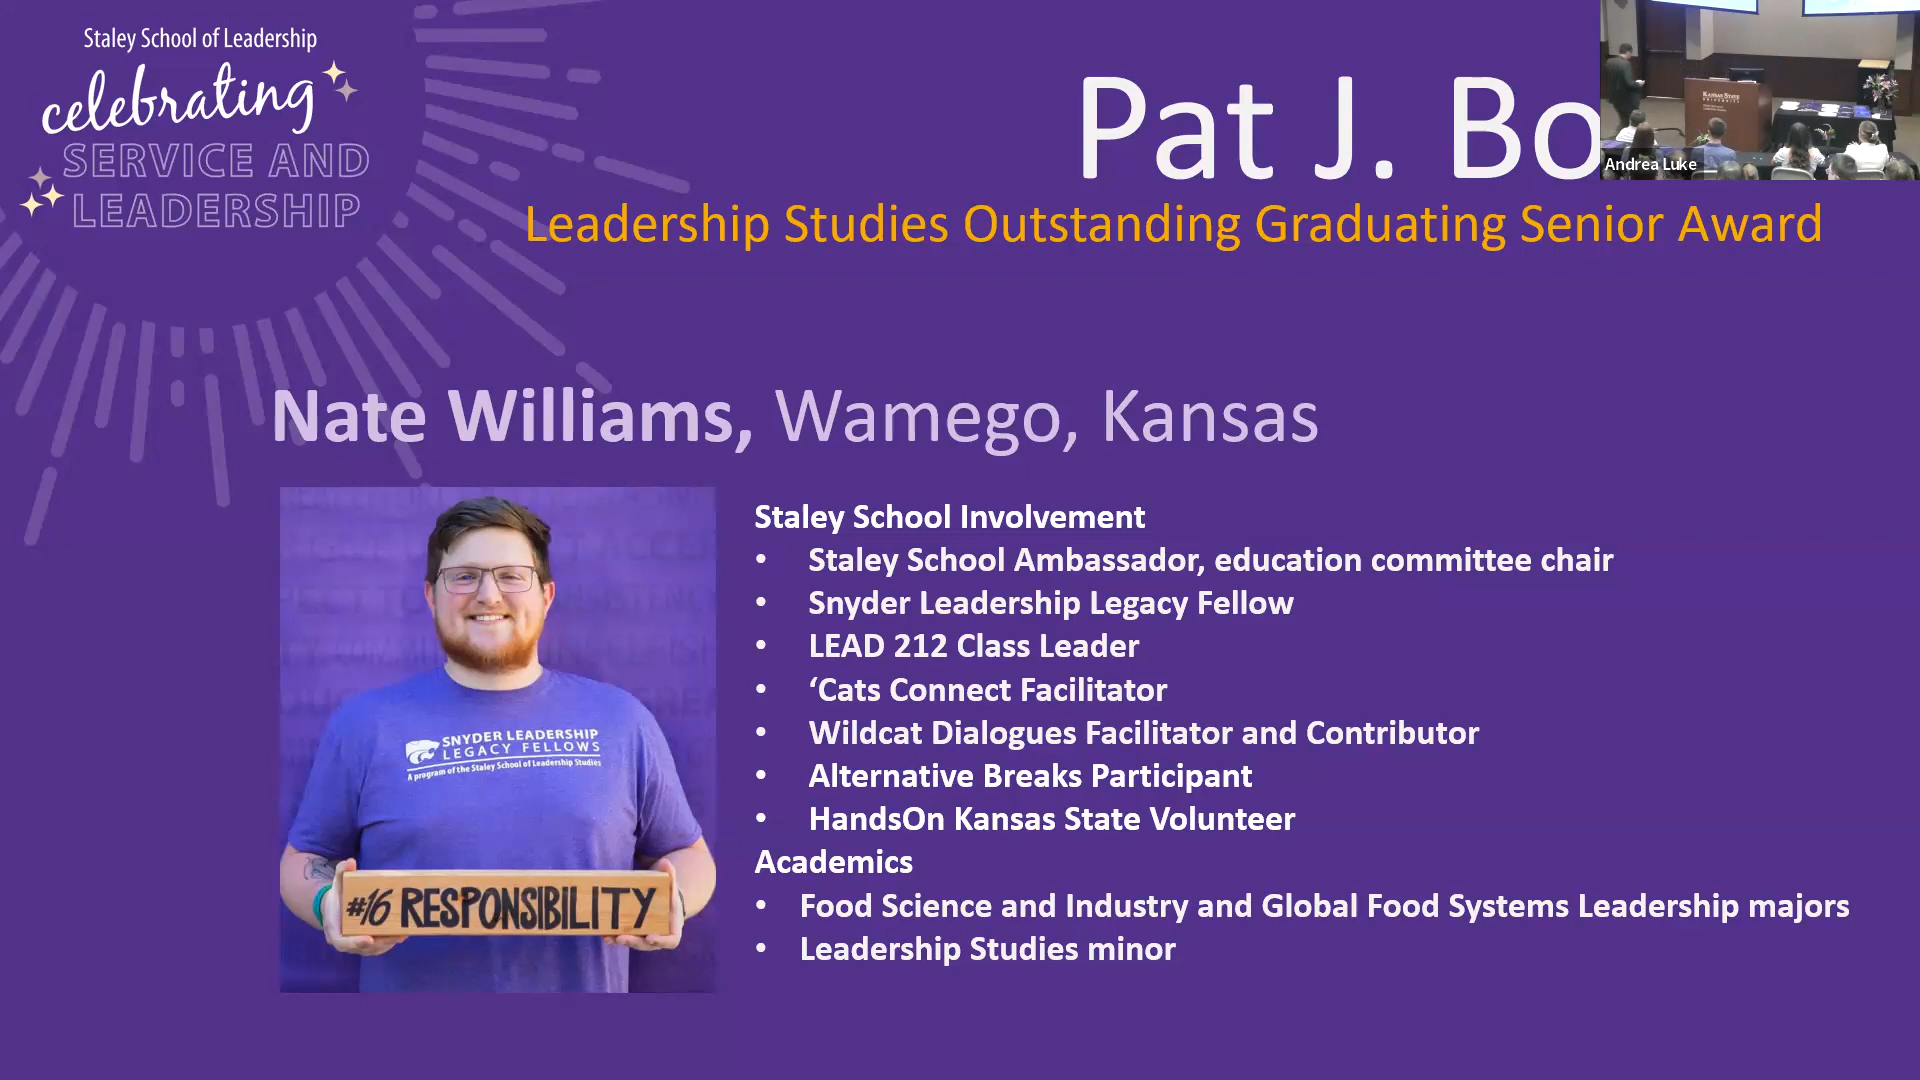 Staley School of Leadership
celebrating
SERVICE AND
LEADERSHIP
Pat J.
Leadership Studies Outstanding Graduating Senior Award
KANSAS STATE
UNIVERSITY
Andrea Luke
Nate Williams, Wamego, Kansas
SNYDER LEADERSHIP
LEGACY FELLOWS
A program of the Staley School of Leadership Studies
#16 RESPONSIBILITY
Staley School Involvement
• Staley School Ambassador, education committee chair
• Snyder Leadership Legacy Fellow
• LEAD 212 Class Leader
• ‘Cats Connect Facilitator
• Wildcat Dialogues Facilitator and Contributor
• Alternative Breaks Participant
• HandsOn Kansas State Volunteer
Academics
• Food Science and Industry and Global Food Systems Leadership majors
• Leadership Studies minor